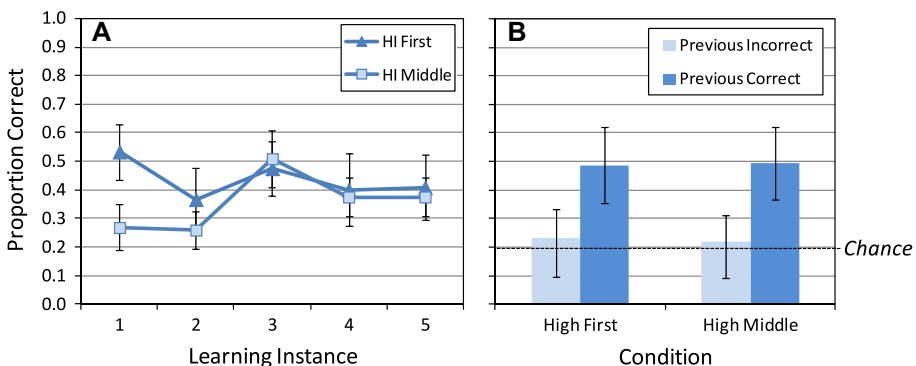 A
HI First
HI Middle
Proportion Correct
1.0
0.9
0.8
0.7
0.6
0.5
0.4
0.3
0.2
0.1
0.0
1 2 3 4 5
Learning Instance
B
Previous Incorrect
Previous Correct
Chance
High First High Middle
Condition